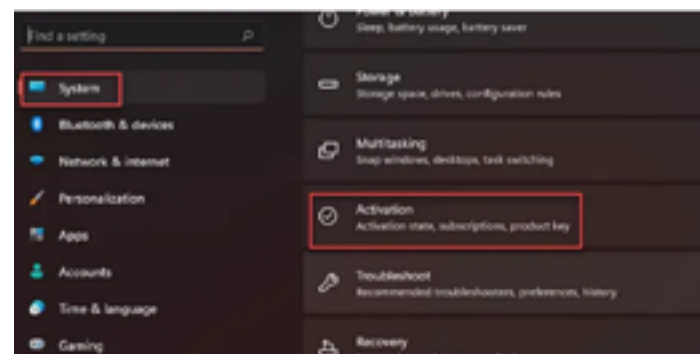 Find a setting
System
Bluetooth & devices
Network & internet
Personalization
Apps
Accounts
Time & language
Gaming
Power & battery
Sleep, battery usage, battery saver
Storage
Storage space, drives, configuration rules
Multitasking
Snap windows, desktops, task switching
Activation
Activation state, subscriptions, product key
Troubleshoot
Recommended troubleshooters, preferences, history
Recovery